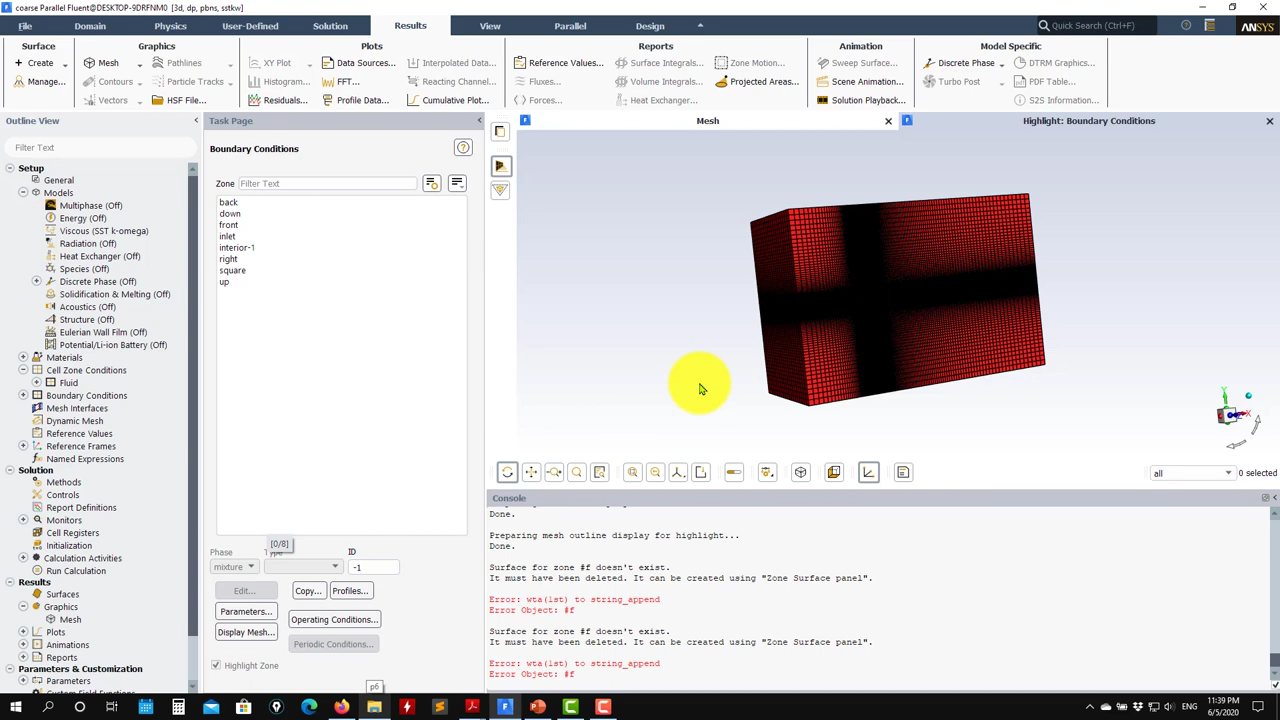 coarse Parallel Fluent@DESKTOP-9DRFNM0 [3d, dp, pbns, sstkw]
File Domain Physics User-Defined Solution Results View Parallel Design Quick Search (Ctrl+F) ANSYS
Surface Graphics Plots Reports Animation Model Specific
Create Mesh Pathlines XY Plot Data Sources... Interpolated Data... Reference Values... Surface Integrals... Zone Motion... Sweep Surface... Discrete Phase DTRM Graphics...
Manage... Contours Particle Tracks Histogram... FFT... Reacting Channel... Fluxes... Volume Integrals... Projected Areas... Scene Animation... Turbo Post PDF Table...
Vectors HSF File... Residuals... Profile Data... Cumulative Plot... Forces... Heat Exchanger... Solution Playback... S2S Information...
Outline View
Filter Text
Setup
General
Models
Multiphase (Off)
Energy (Off)
Viscous (SST k-omega)
Radiation (Off)
Heat Exchanger (Off)
Species (Off)
Discrete Phase (Off)
Solidification & Melting (Off)
Acoustics (Off)
Structure (Off)
Eulerian Wall Film (Off)
Potential/Li-ion Battery (Off)
Materials
Cell Zone Conditions
Fluid
Boundary Conditions
Mesh Interfaces
Dynamic Mesh
Reference Values
Reference Frames
Named Expressions
Solution
Methods
Controls
Report Definitions
Monitors
Cell Registers
Initialization
Calculation Activities
Run Calculation
Results
Surfaces
Graphics
Mesh
Plots
Animations
Reports
Parameters & Customization
Parameters
Custom Field Functions
Task Page
Boundary Conditions
Zone Filter Text
back
down
front
inlet
interior-1
right
square
up
[0/8]
Phase Type ID
mixture -1
Edit... Copy... Profiles...
Parameters... Operating Conditions...
Display Mesh... Periodic Conditions...
Highlight Zone
p6
Mesh
Highlight: Boundary Conditions
Y
X
all 0 selected
Console
Done.
Preparing mesh outline display for highlight...
Done.
Surface for zone #f doesn't exist.
It must have been deleted. It can be created using "Zone Surface panel".
Error: wta(1st) to string_append
Error Object: #f
Surface for zone #f doesn't exist.
It must have been deleted. It can be created using "Zone Surface panel".
Error: wta(1st) to string_append
Error Object: #f
11:39 PM
6/5/2020